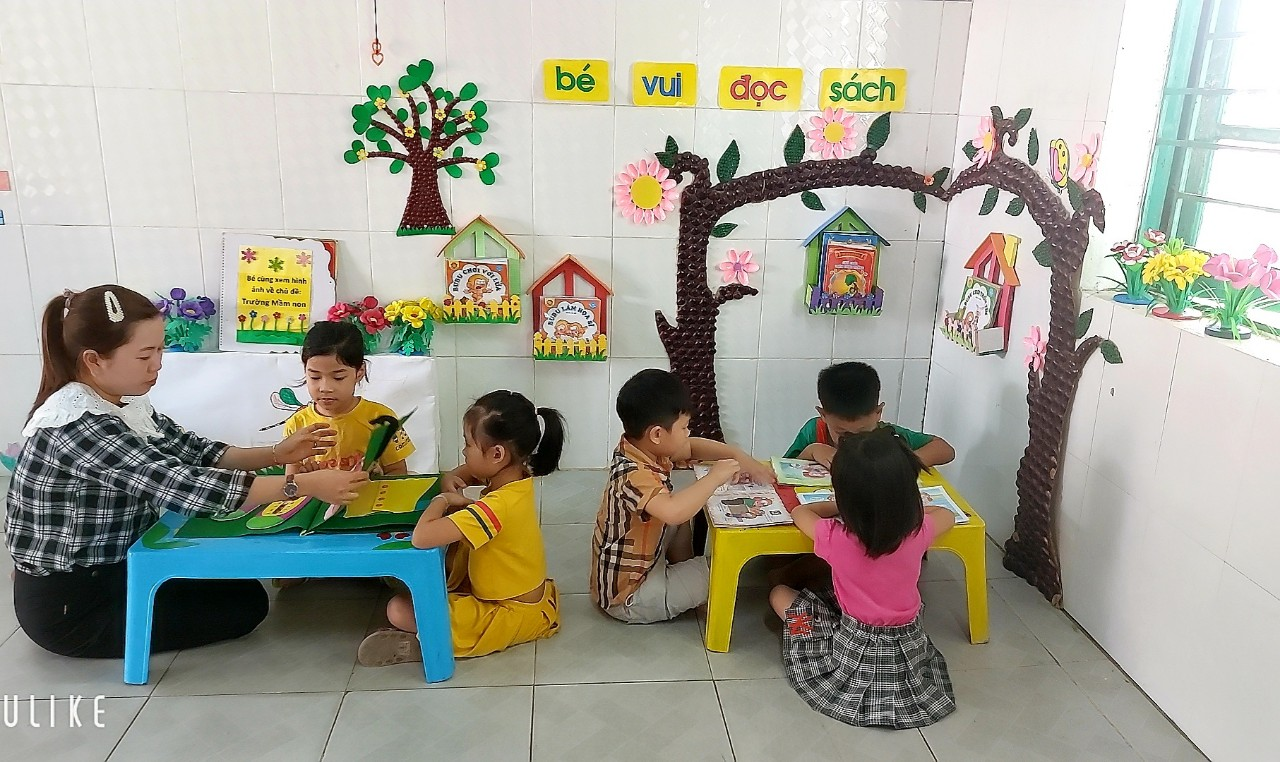 bé vui đọc sách
Bé cùng xem hình
ảnh về chủ đề:
Trường Mầm non
ULIKE